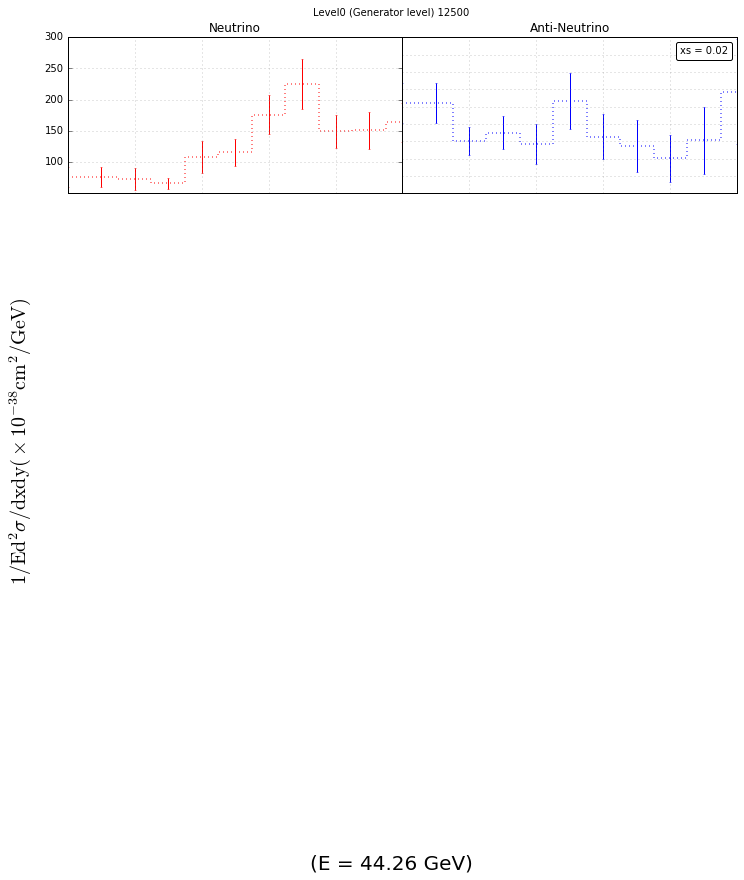 Level0 (Generator level) 12500
Neutrino
Anti-Neutrino
300
250
200
150
100
xs = 0.02
1/Ed²σ/dxdy(×10⁻³⁸cm²/GeV)
(E = 44.26 GeV)